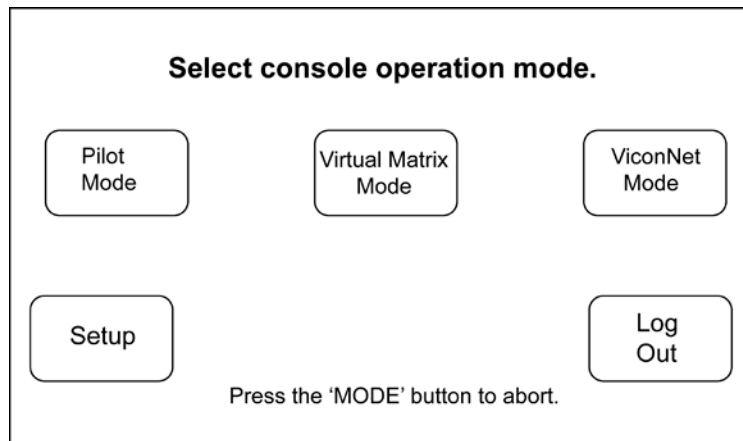 Select console operation mode.
Pilot
Mode
Virtual Matrix
Mode
ViconNet
Mode
Setup
Log
Out
Press the ‘MODE’ button to abort.